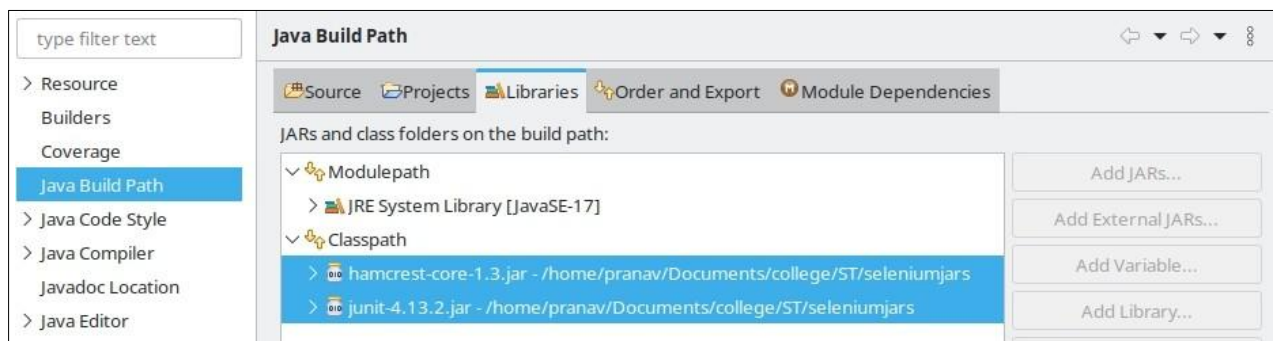 type filter text
Resource
Builders
Coverage
Java Build Path
Java Code Style
Java Compiler
Javadoc Location
Java Editor
Java Build Path
Source Projects Libraries Order and Export Module Dependencies
JARs and class folders on the build path:
Modulepath
JRE System Library [JavaSE-17]
Classpath
hamcrest-core-1.3.jar - /home/pranav/Documents/college/ST/seleniumjars
junit-4.13.2.jar - /home/pranav/Documents/college/ST/seleniumjars
Add JARs...
Add External JARs...
Add Variable...
Add Library...